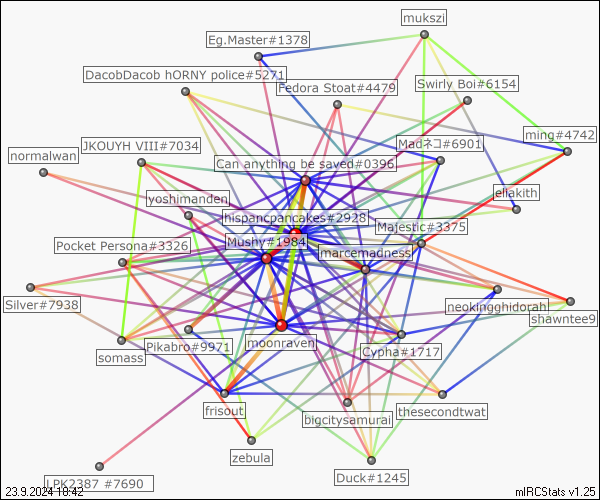 mukszi
Eg.Master#1378
DacobDacob hORNY police#5271
Fedora Stoat#4479
Swirly Boi#6154
ming#4742
Madネコ#6901
JKOUYH VIII#7034
normalwan
Can anything be saved#0396
ellakith
yoshimanden
hispancpancakes#2928
Majestic#3375
Mushy#1984
Pocket Persona#3326
marcemadness
Silver#7938
neokingghidorah
shawntee9
somass
Pikabro#9971
moonraven
Cypha#1717
frisout
bigcitysamurai
thesecondtwat
zebula
Duck#1245
LPK2387 #7690
23.9.2024 10:42
mIRCStats v1.25